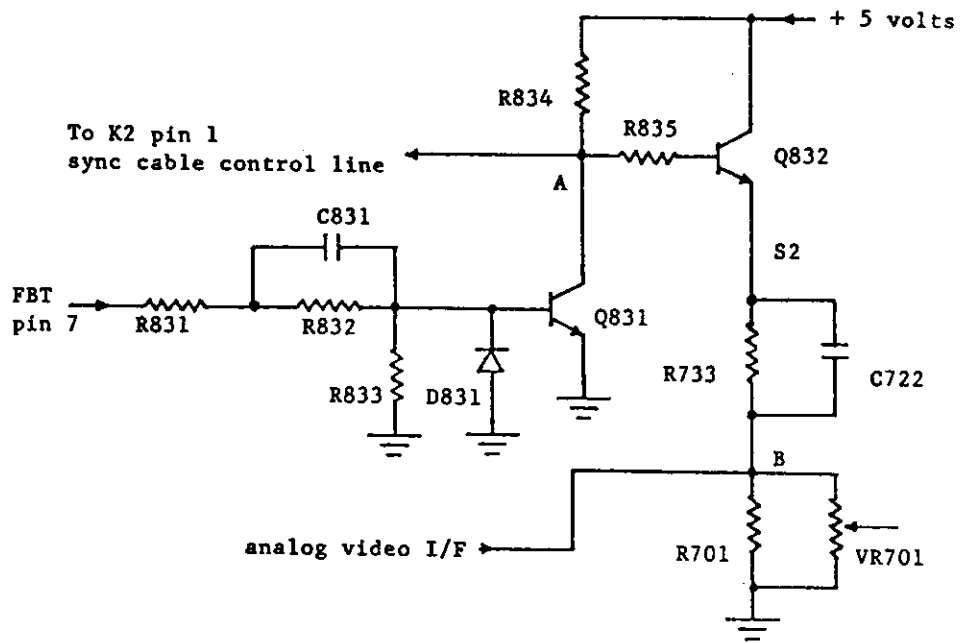 + 5 volts
R834
R835
To K2 pin 1
sync cable control line
Q832
A
C831
S2
FBT
pin 7
R831
R832
Q831
R833
D831
R733
C722
B
analog video I/F
R701
VR701